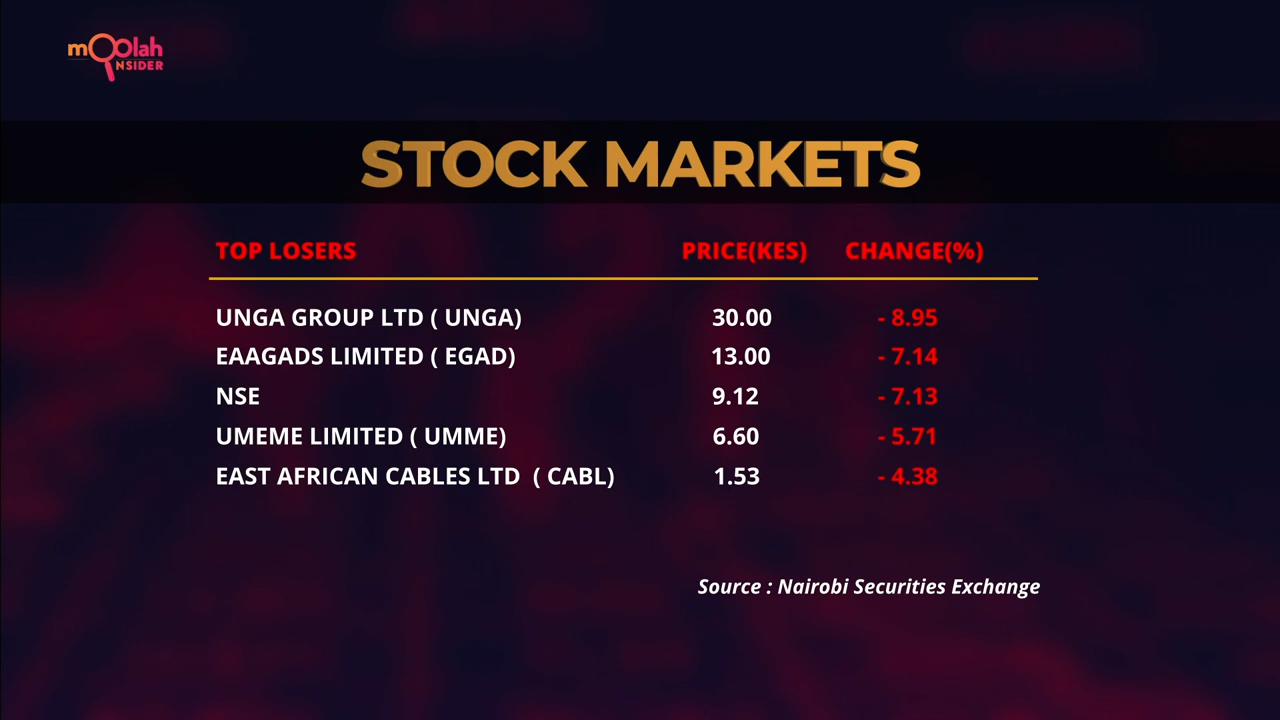 mOolah
NSIDER
STOCK MARKETS
TOP LOSERS PRICE(KES) CHANGE(%)
UNGA GROUP LTD ( UNGA) 30.00 - 8.95
EAAGADS LIMITED ( EGAD) 13.00 - 7.14
NSE 9.12 - 7.13
UMEME LIMITED ( UMME) 6.60 - 5.71
EAST AFRICAN CABLES LTD ( CABL) 1.53 - 4.38
Source : Nairobi Securities Exchange